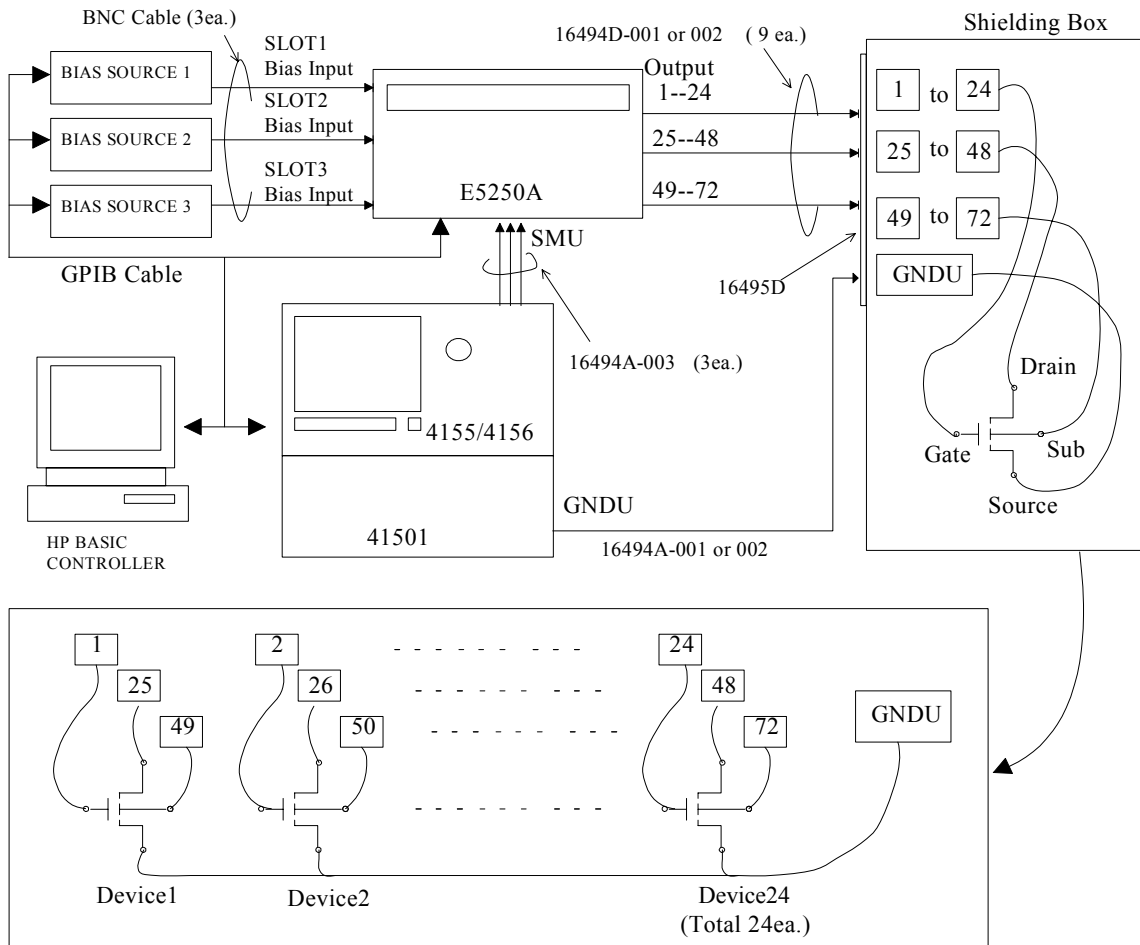 BNC Cable (3ea.)
BIAS SOURCE 1
BIAS SOURCE 2
BIAS SOURCE 3
SLOT1
Bias Input
SLOT2
Bias Input
SLOT3
Bias Input
GPIB Cable
E5250A
Output
1--24
25--48
49--72
16494D-001 or 002 ( 9 ea.)
SMU
16494A-003 (3ea.)
16495D
Shielding Box
1 to 24
25 to 48
49 to 72
GNDU
Drain
Gate
Sub
Source
HP BASIC
CONTROLLER
4155/4156
41501
GNDU
16494A-001 or 002
1
25
49
Device1
2
26
50
Device2
- - - - - - - - -
- - - - - - - - -
- - - - - - - - -
- - - - - - - - -
24
48
72
Device24
(Total 24ea.)
GNDU